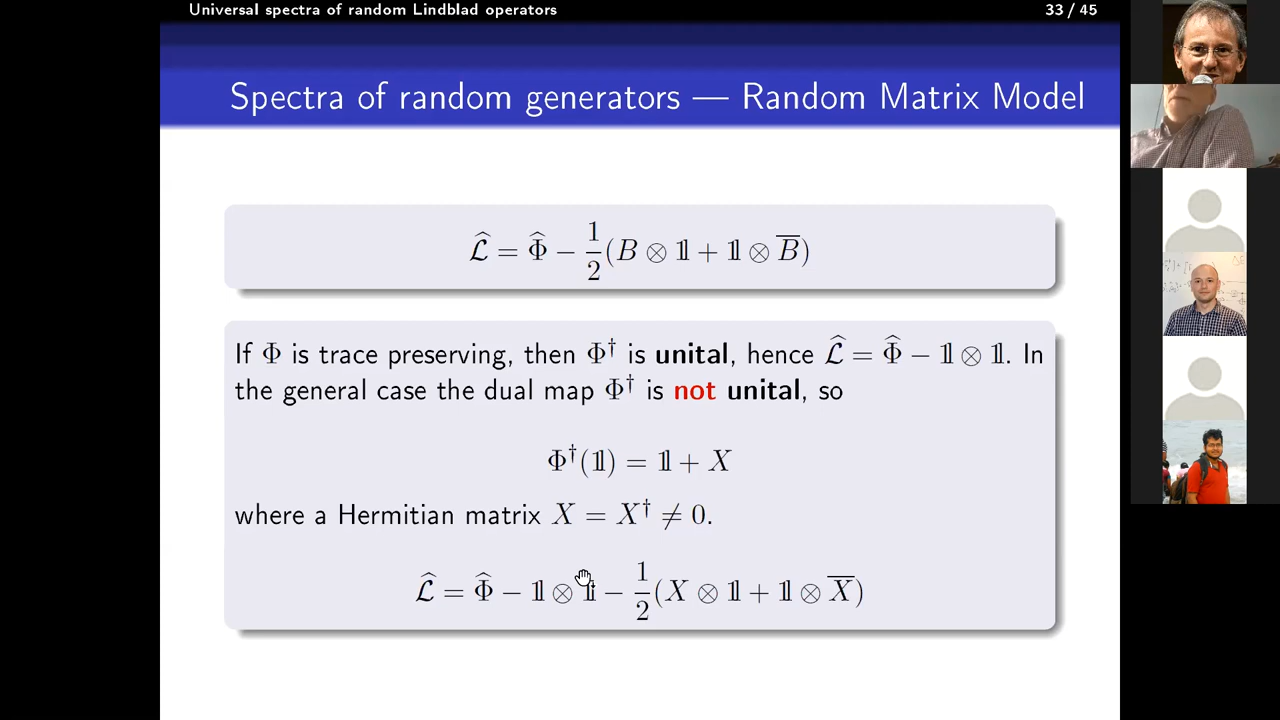 Universal spectra of random Lindblad operators
33 / 45
Spectra of random generators — Random Matrix Model
ℒ̂ = Φ̂ − 1/2 (B ⊗ 𝟙 + 𝟙 ⊗ B̅)
If Φ is trace preserving, then Φ† is unital, hence ℒ̂ = Φ̂ − 𝟙 ⊗ 𝟙. In
the general case the dual map Φ† is not unital, so
Φ†(𝟙) = 𝟙 + X
where a Hermitian matrix X = X† ≠ 0.
ℒ̂ = Φ̂ − 𝟙 ⊗ 𝟙 − 1/2 (X ⊗ 𝟙 + 𝟙 ⊗ X̅)